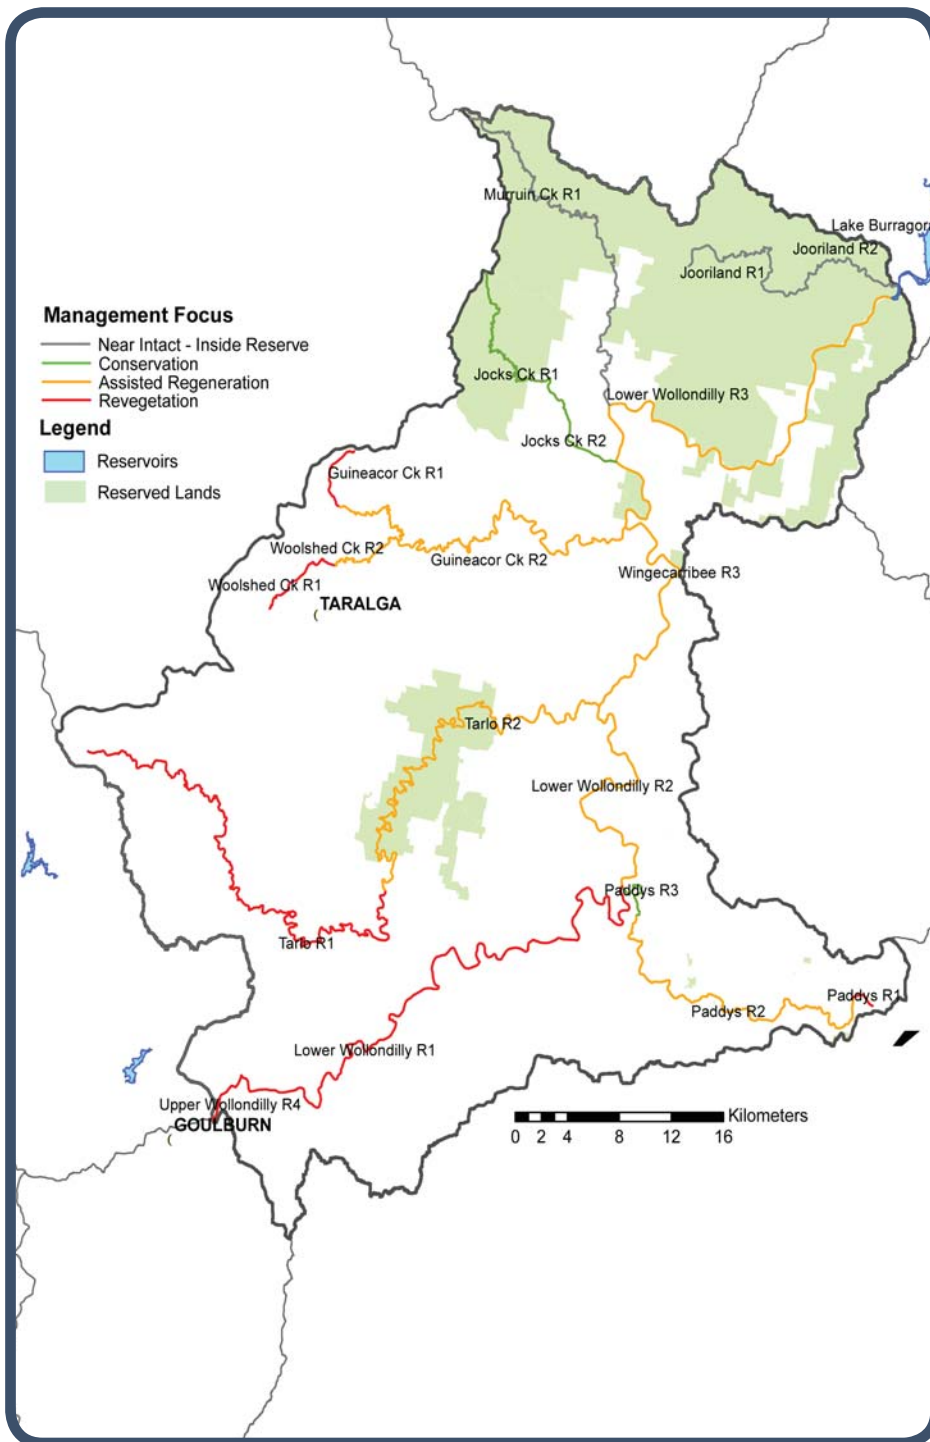 Murruin Ck R1
Lake Burragora
Jooriland R2
Jooriland R1
Management Focus
Near Intact - Inside Reserve
Conservation
Assisted Regeneration
Revegetation
Legend
Reservoirs
Reserved Lands
Jocks Ck R1
Lower Wollondilly R3
Jocks Ck R2
Guineacor Ck R1
Woolshed Ck R2
Guineacor Ck R2
Wingecarribee R3
Woolshed Ck R1
TARALGA
Tarlo R2
Lower Wollondilly R2
Paddys R3
Tarlo R1
Paddys R1
Paddys R2
Lower Wollondilly R1
Upper Wollondilly R4
GOULBURN
Kilometers
0 2 4 8 12 16